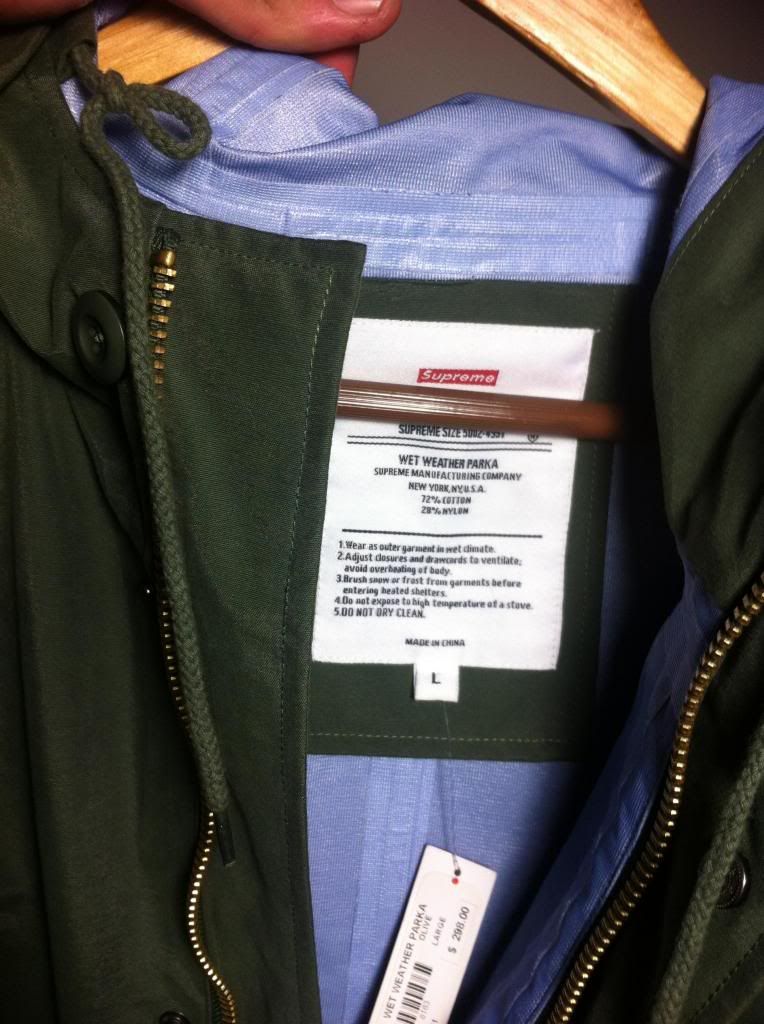 Supreme
SUPREME SIZE 5002-4351
WET WEATHER PARKA
SUPREME MANUFACTURING COMPANY
NEW YORK, NY, U.S.A.
72% COTTON
28% NYLON
1.Wear as outer garment in wet climate.
2.Adjust closures and drawcords to ventilate;
avoid overheating of body.
3.Brush snow or frost from garments before
entering heated shelters.
4.Do not expose to high temperature of a stove.
5.DO NOT DRY CLEAN.
MADE IN CHINA
L
WET WEATHER PARKA
OLIVE
LARGE
$ 298.00